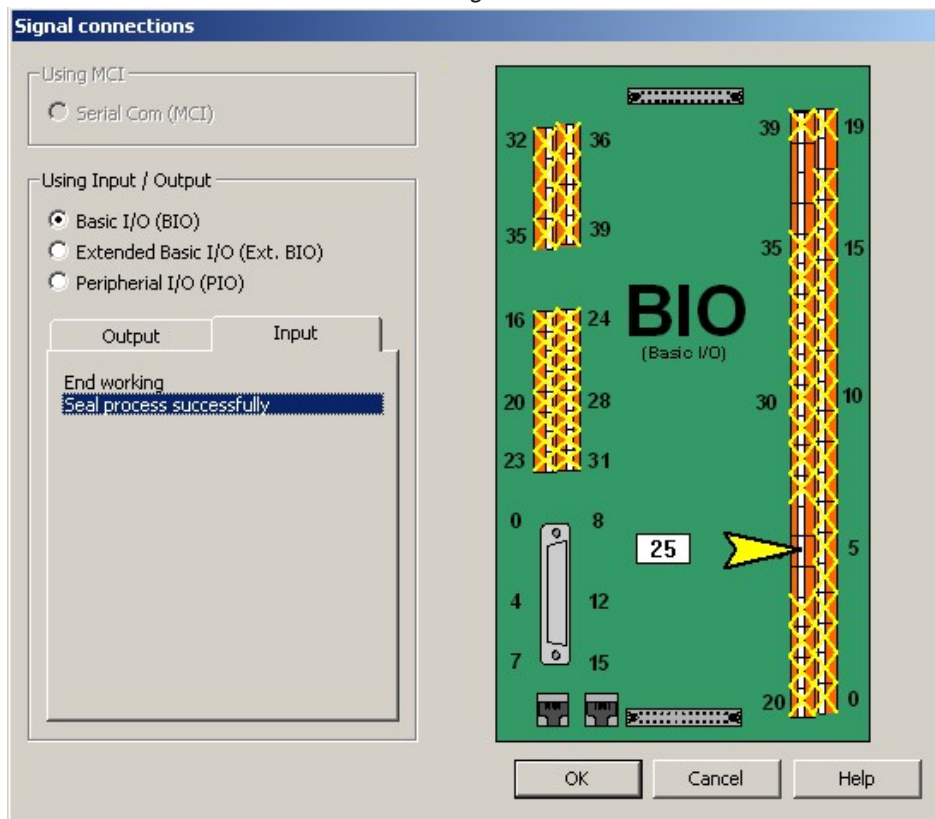 Signal connections
Using MCI
Serial Com (MCI)
Using Input / Output
Basic I/O (BIO)
Extended Basic I/O (Ext. BIO)
Peripherial I/O (PIO)
Output Input
End working
Seal process successfully
32 36
35 39
16 24
20 28
23 31
0 8
4 12
7 15
BIO
(Basic I/O)
25
39 19
35 15
30 10
5
20 0
OK Cancel Help